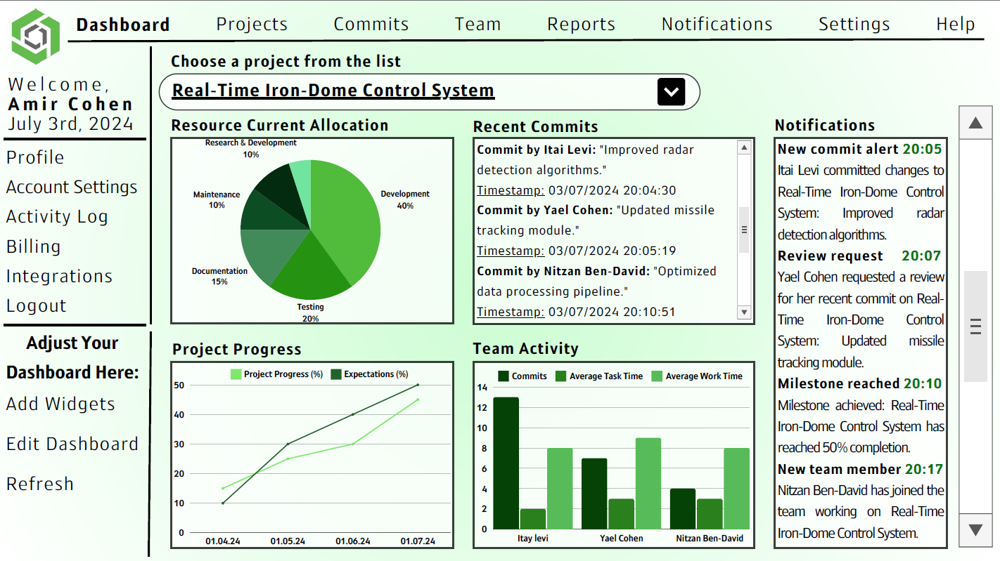 Dashboard Projects Commits Team Reports Notifications Settings Help
Welcome,
Amir Cohen
July 3rd, 2024
Profile
Account Settings
Activity Log
Billing
Integrations
Logout
Adjust Your
Dashboard Here:
Add Widgets
Edit Dashboard
Refresh
Choose a project from the list
Real-Time Iron-Dome Control System
Resource Current Allocation
Research & Development
10%
Maintenance
10%
Development
40%
Documentation
15%
Testing
20%
Recent Commits
Commit by Itai Levi: "Improved radar
detection algorithms."
Timestamp: 03/07/2024 20:04:30
Commit by Yael Cohen: "Updated missile
tracking module."
Timestamp: 03/07/2024 20:05:19
Commit by Nitzan Ben-David: "Optimized
data processing pipeline."
Timestamp: 03/07/2024 20:10:51
Project Progress
Project Progress (%) Expectations (%)
50
40
30
20
10
0
01.04.24 01.05.24 01.06.24 01.07.24
Team Activity
Commits Average Task Time Average Work Time
14
12
10
8
6
4
2
0
Itay levi Yael Cohen Nitzan Ben-David
Notifications
New commit alert 20:05
Itai Levi committed changes to
Real-Time Iron-Dome Control
System: Improved radar
detection algorithms.
Review request 20:07
Yael Cohen requested a review
for her recent commit on Real-
Time Iron-Dome Control
System: Updated missile
tracking module.
Milestone reached 20:10
Milestone achieved: Real-Time
Iron-Dome Control System has
reached 50% completion.
New team member 20:17
Nitzan Ben-David has joined the
team working on Real-Time
Iron-Dome Control System.